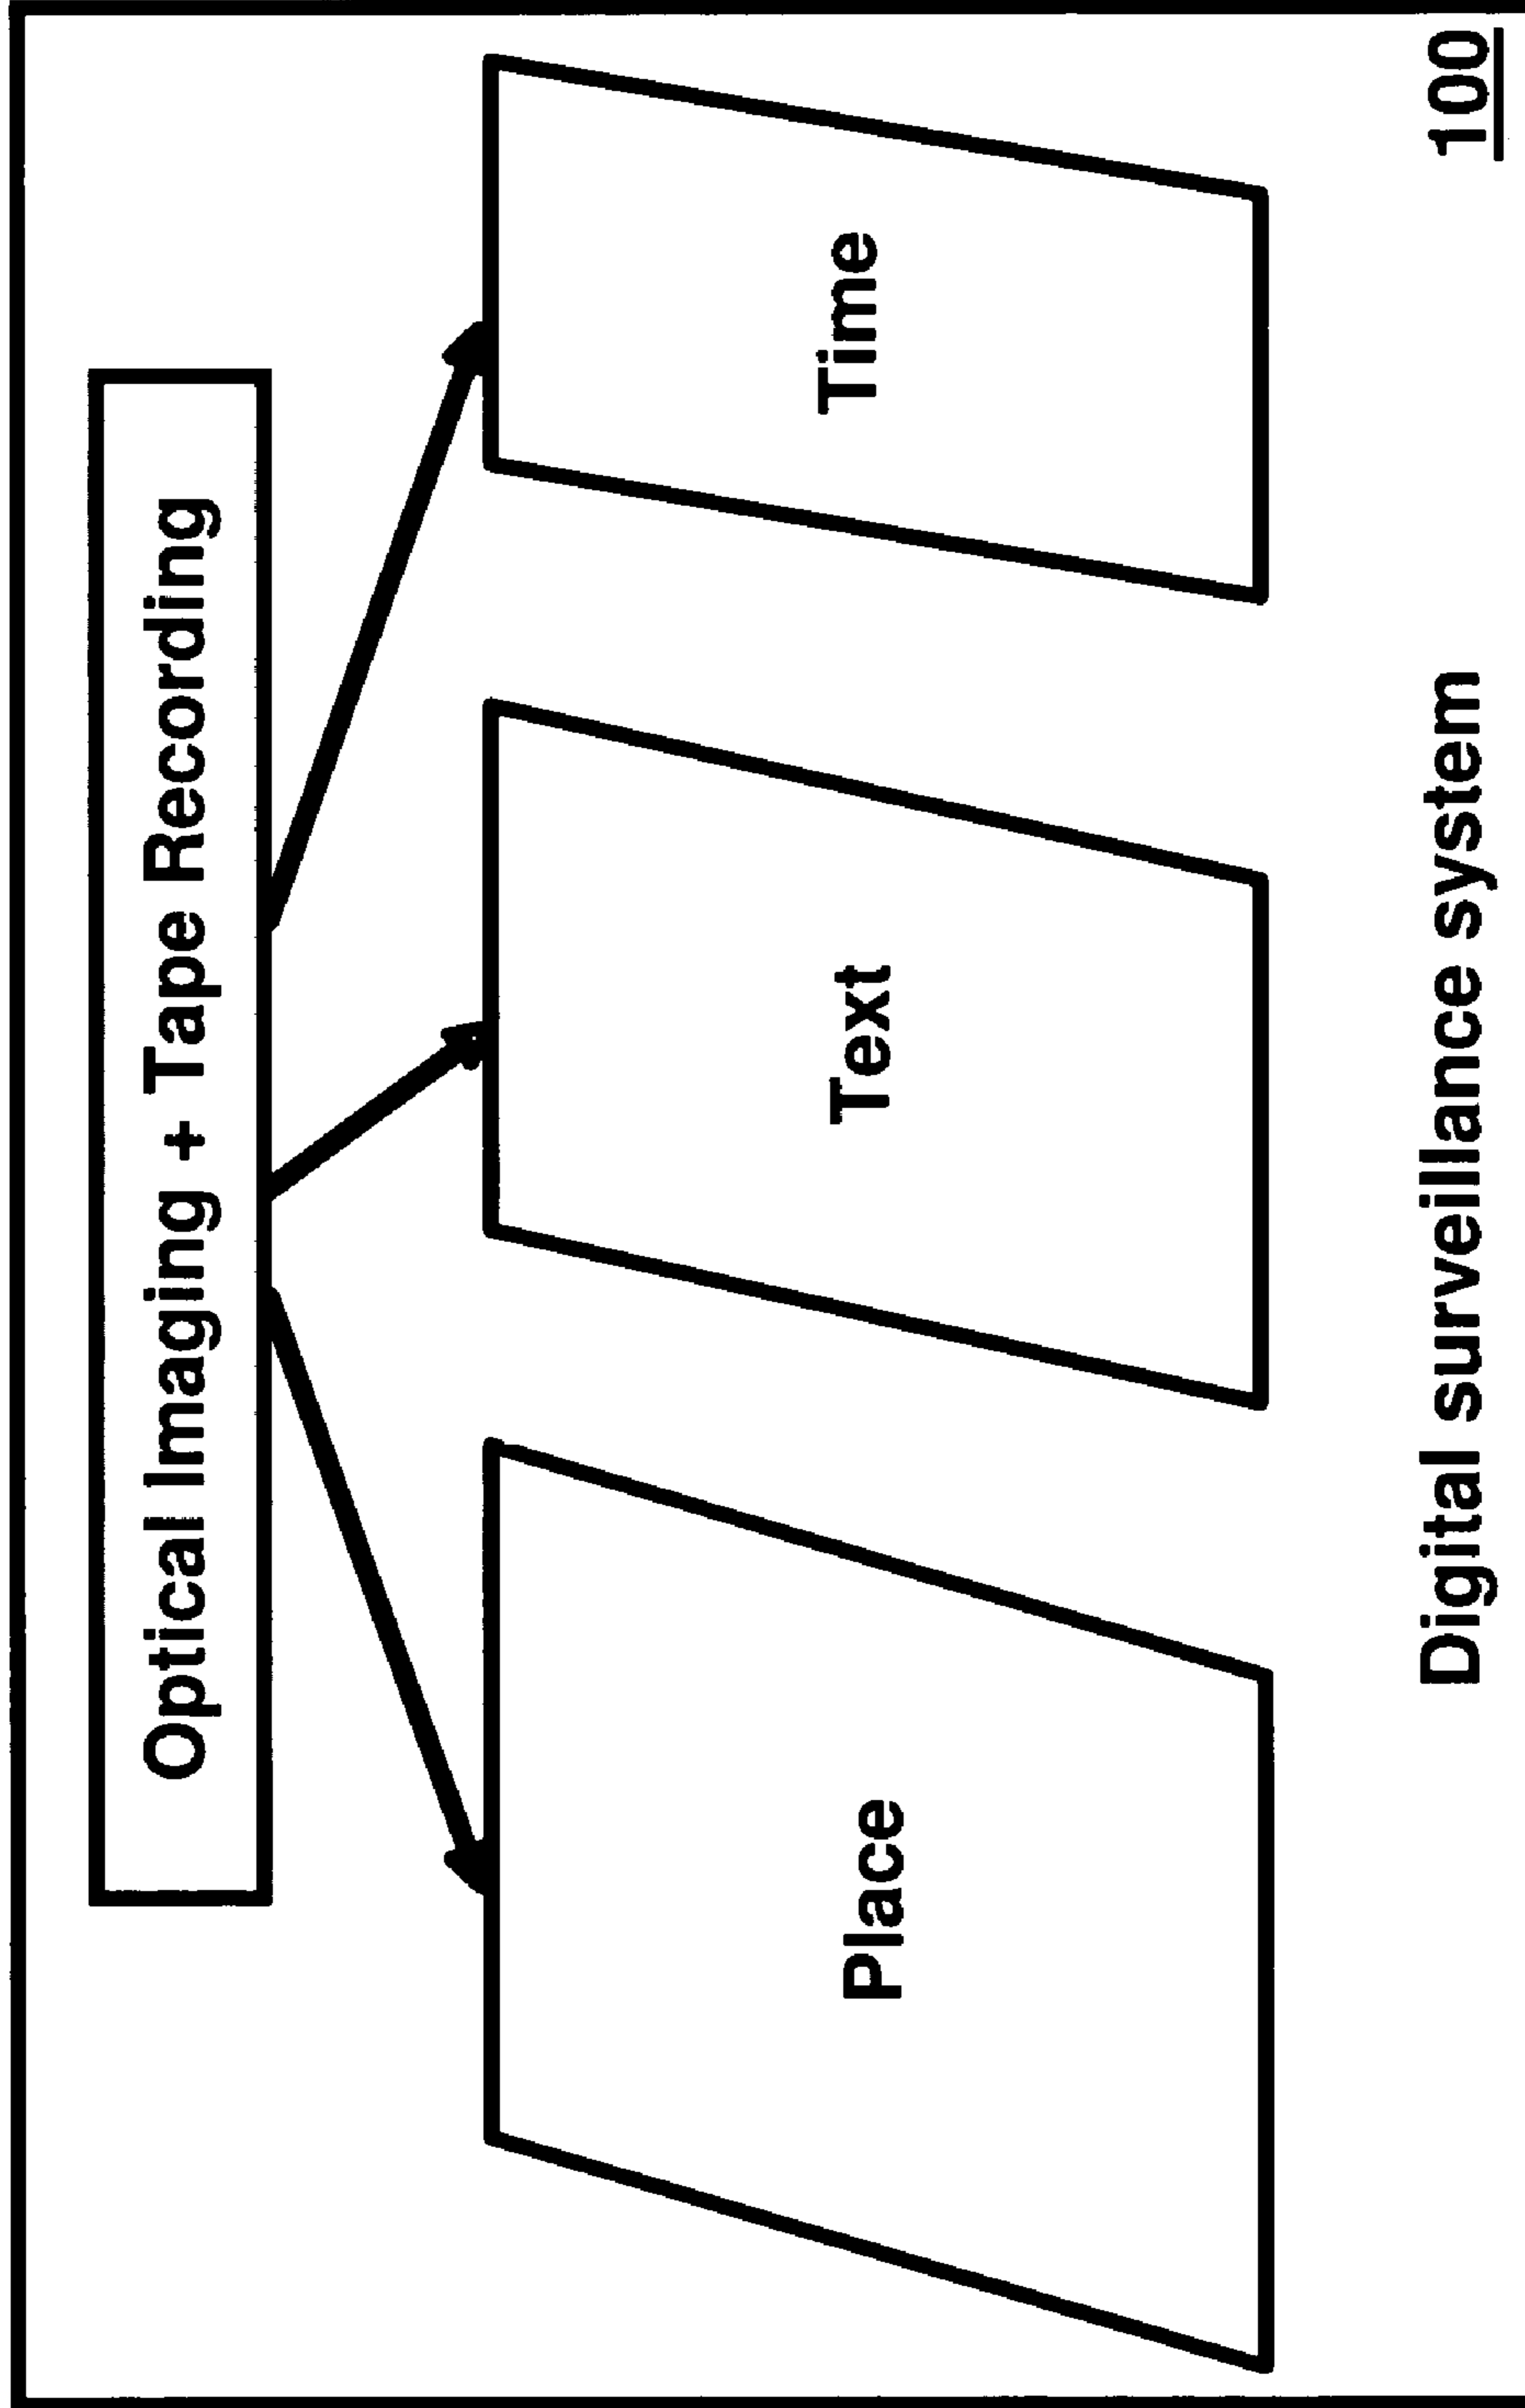 Optical Imaging + Tape Recording
Place
Text
Time
Digital surveillance system
100